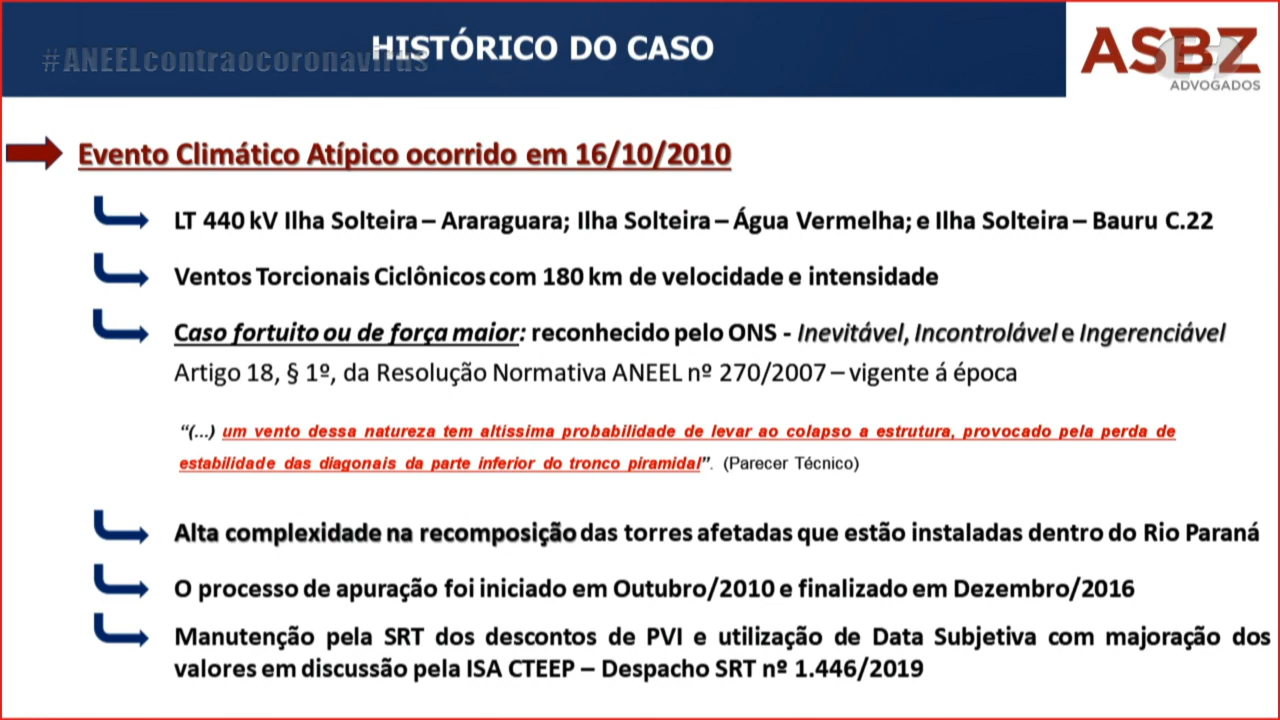 #ANEELcontraocoronavirus
HISTÓRICO DO CASO
ASBZ
ADVOGADOS
Evento Climático Atípico ocorrido em 16/10/2010
LT 440 kV Ilha Solteira – Araraguara; Ilha Solteira – Água Vermelha; e Ilha Solteira – Bauru C.22
Ventos Torcionais Ciclônicos com 180 km de velocidade e intensidade
Caso fortuito ou de força maior: reconhecido pelo ONS - Inevitável, Incontrolável e Ingerenciável
Artigo 18, § 1º, da Resolução Normativa ANEEL nº 270/2007 – vigente á época
“(...) um vento dessa natureza tem altissima probabilidade de levar ao colapso a estrutura, provocado pela perda de
estabilidade das diagonais da parte inferior do tronco piramidal”. (Parecer Técnico)
Alta complexidade na recomposição das torres afetadas que estão instaladas dentro do Rio Paraná
O processo de apuração foi iniciado em Outubro/2010 e finalizado em Dezembro/2016
Manutenção pela SRT dos descontos de PVI e utilização de Data Subjetiva com majoração dos
valores em discussão pela ISA CTEEP – Despacho SRT nº 1.446/2019